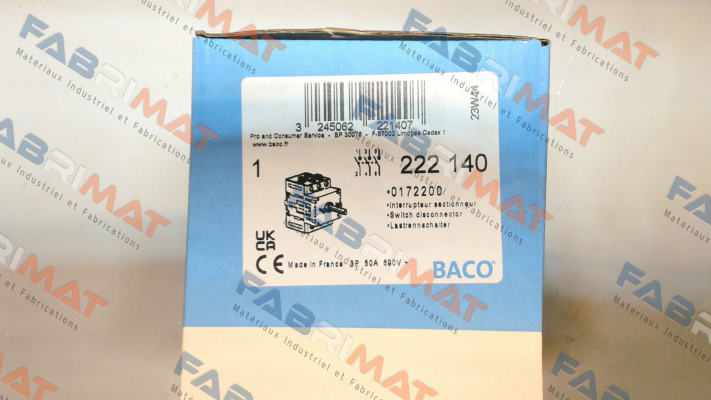 3 245062 221407
23W44
Pro and Consumer Service - BP 30076 - F-87002 Limoges Cedex 1
www.baco.fr
1
222 140
•0172200/
•Interrupteur sectionneur
•Switch disconnector
•Lastrennschalter
UK
CA
CE
Made in France 3P 50A 690V ~
BACO
FABRIMAT
Matériaux Industriel et Fabrications